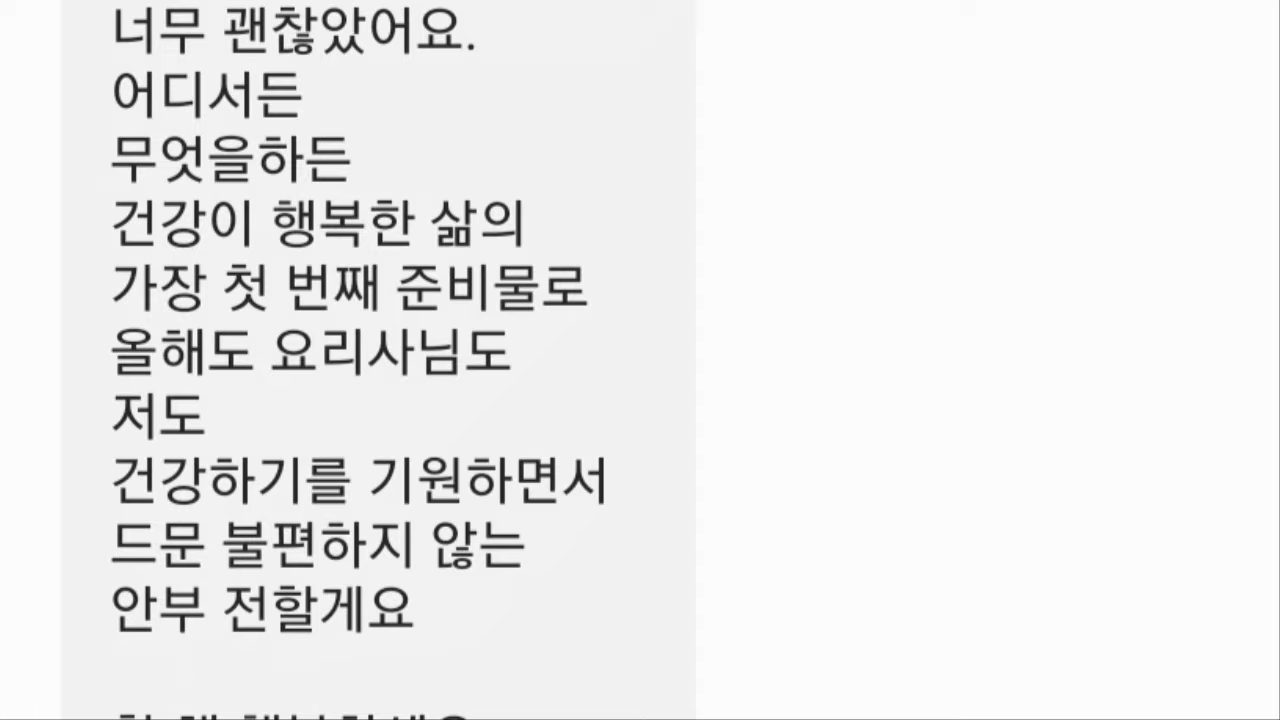 너무 괜찮았어요.
어디서든
무엇을하든
건강이 행복한 삶의
가장 첫 번째 준비물로
올해도 요리사님도
저도
건강하기를 기원하면서
드문 불편하지 않는
안부 전할게요